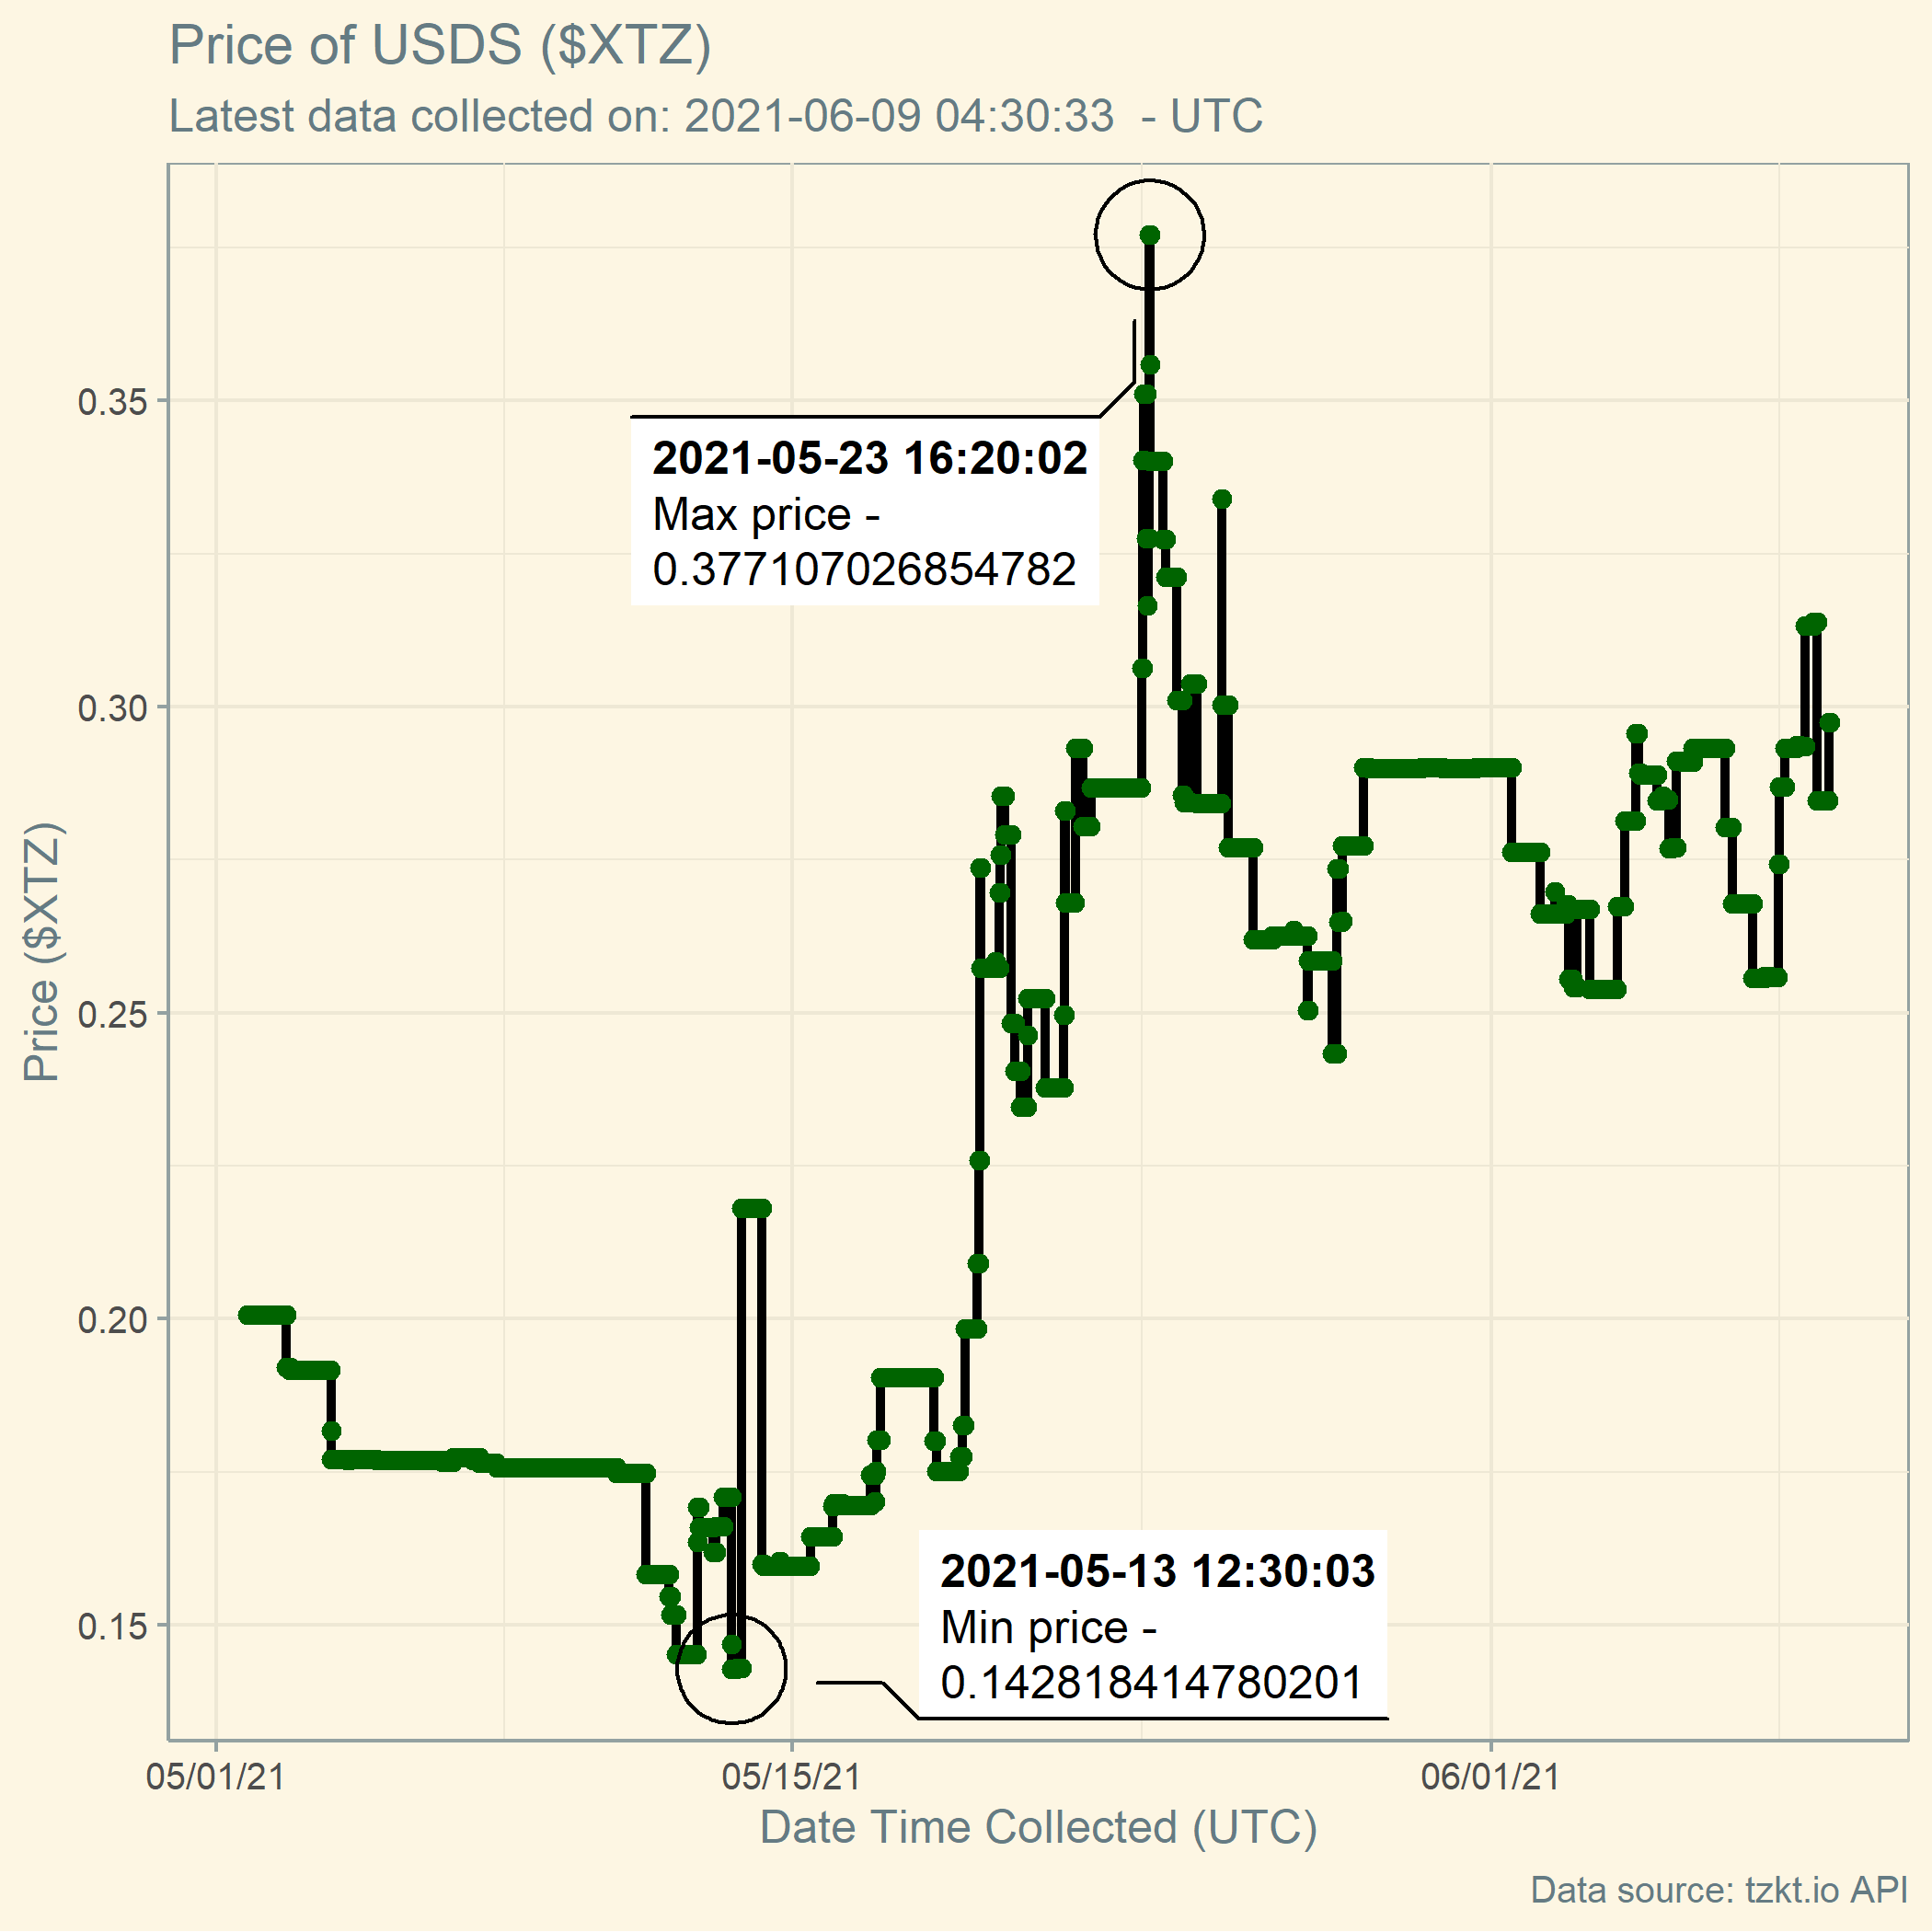 Price of USDS ($XTZ)
Latest data collected on: 2021-06-09 04:30:33  - UTC
2021-05-23 16:20:02
Max price -
0.377107026854782
2021-05-13 12:30:03
Min price -
0.142818414780201
Price ($XTZ)
0.35
0.30
0.25
0.20
0.15
05/01/21
05/15/21
06/01/21
Date Time Collected (UTC)
Data source: tzkt.io API